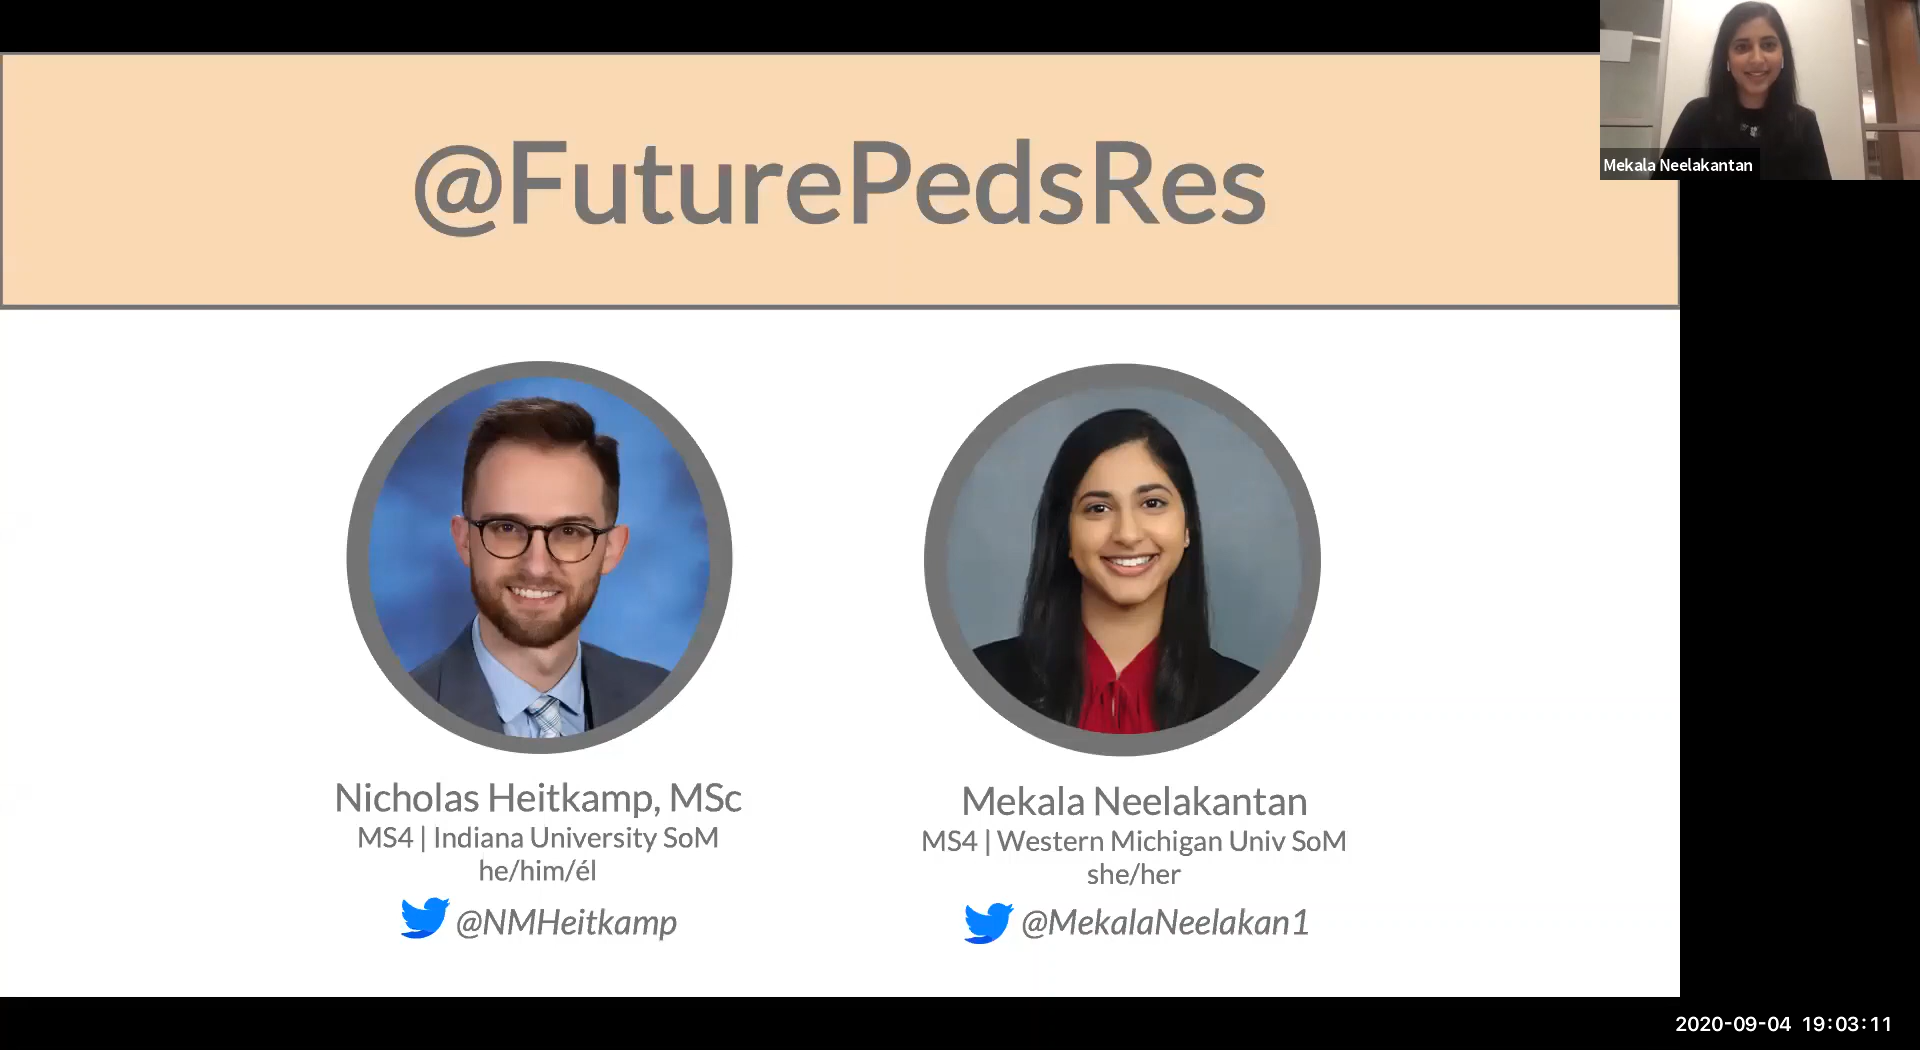 @FuturePedsRes
Mekala Neelakantan
Nicholas Heitkamp, MSc
MS4 | Indiana University SoM
he/him/él
@NMHeitkamp
Mekala Neelakantan
MS4 | Western Michigan Univ SoM
she/her
@MekalaNeelakan1
2020-09-04 19:03:11